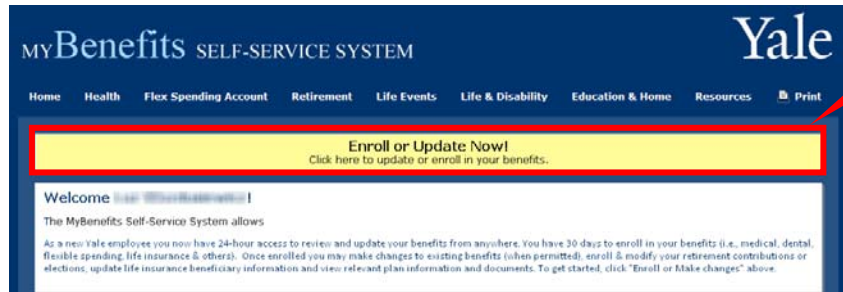 MYBenefits SELF-SERVICE SYSTEM
Yale
Home Health Flex Spending Account Retirement Life Events Life & Disability Education & Home Resources Print
Enroll or Update Now!
Click here to update or enroll in your benefits.
Welcome !
The MyBenefits Self-Service System allows
As a new Yale employee you now have 24-hour access to review and update your benefits from anywhere. You have 30 days to enroll in your benefits (i.e., medical, dental,
flexible spending, life insurance & others). Once enrolled you may make changes to existing benefits (when permitted), enroll & modify your retirement contributions or
elections, update life insurance beneficiary information and view relevant plan information and documents. To get started, click "Enroll or Make changes" above.